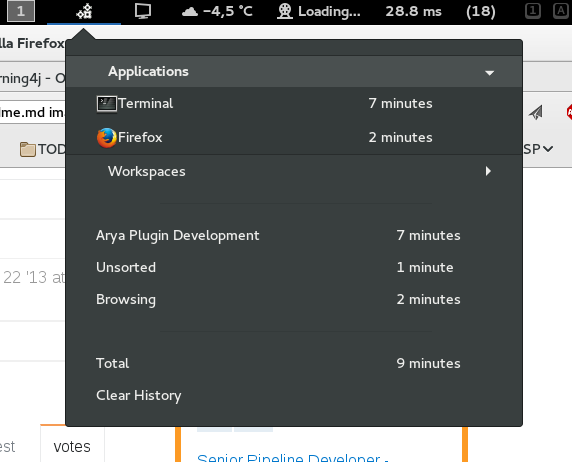 1 −4,5 °C Loading... 28.8 ms (18) 1 A
lla Firefox
Applications
rning4j - O
Terminal 7 minutes
me.md ima
Firefox 2 minutes
TOD SP
Workspaces
Arya Plugin Development 7 minutes
Unsorted 1 minute
22 '13 at
Browsing 2 minutes
Total 9 minutes
Clear History
est votes
Senior Pipeline Developer -